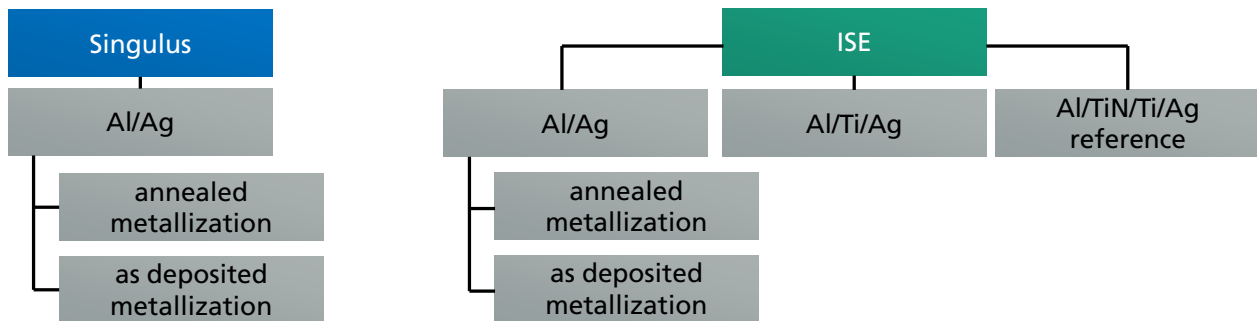 Singulus
Al/Ag
annealed
metallization
as deposited
metallization
ISE
Al/Ag
Al/Ti/Ag
Al/TiN/Ti/Ag
reference
annealed
metallization
as deposited
metallization